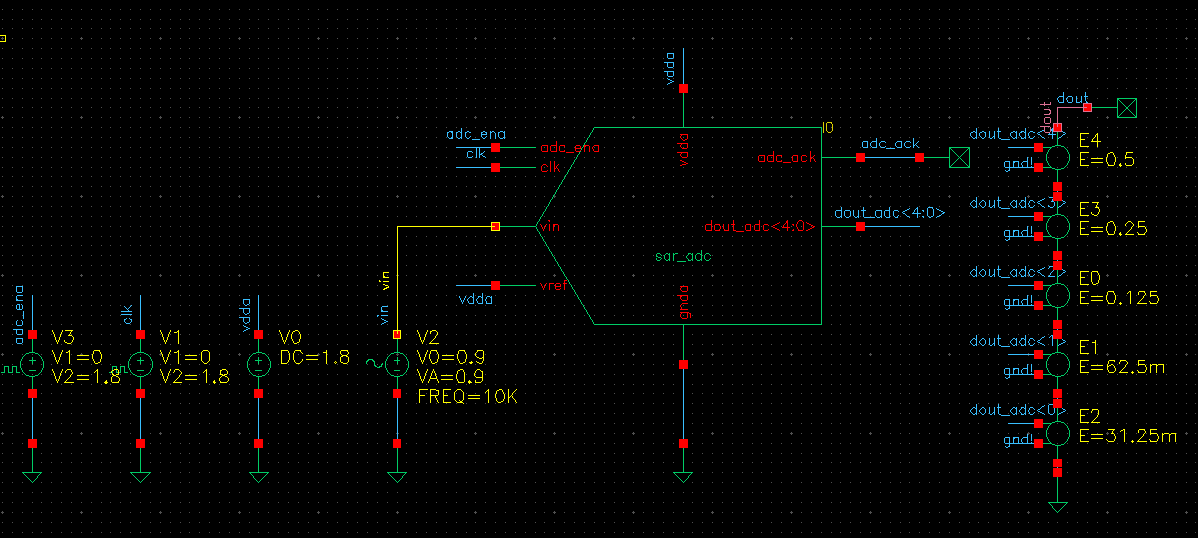 vdda
dout
dout
adc_ena
adc_ena
clk
clk
vdda
I0
adc_ack
adc_ack
dout_adc<4>
gnd!
E4
E=0.5
vin
dout_adc<4:0>
dout_adc<4:0>
dout_adc<3>
gnd!
E3
E=0.25
sar_adc
vref
vdda
gnda
dout_adc<2>
gnd!
E0
E=0.125
adc_ena
clk
vdda
vin
vin
V3
V1=0
V2=1.8
V1
V1=0
V2=1.8
V0
DC=1.8
V2
V0=0.9
VA=0.9
FREQ=10K
dout_adc<1>
gnd!
E1
E=62.5m
dout_adc<0>
gnd!
E2
E=31.25m